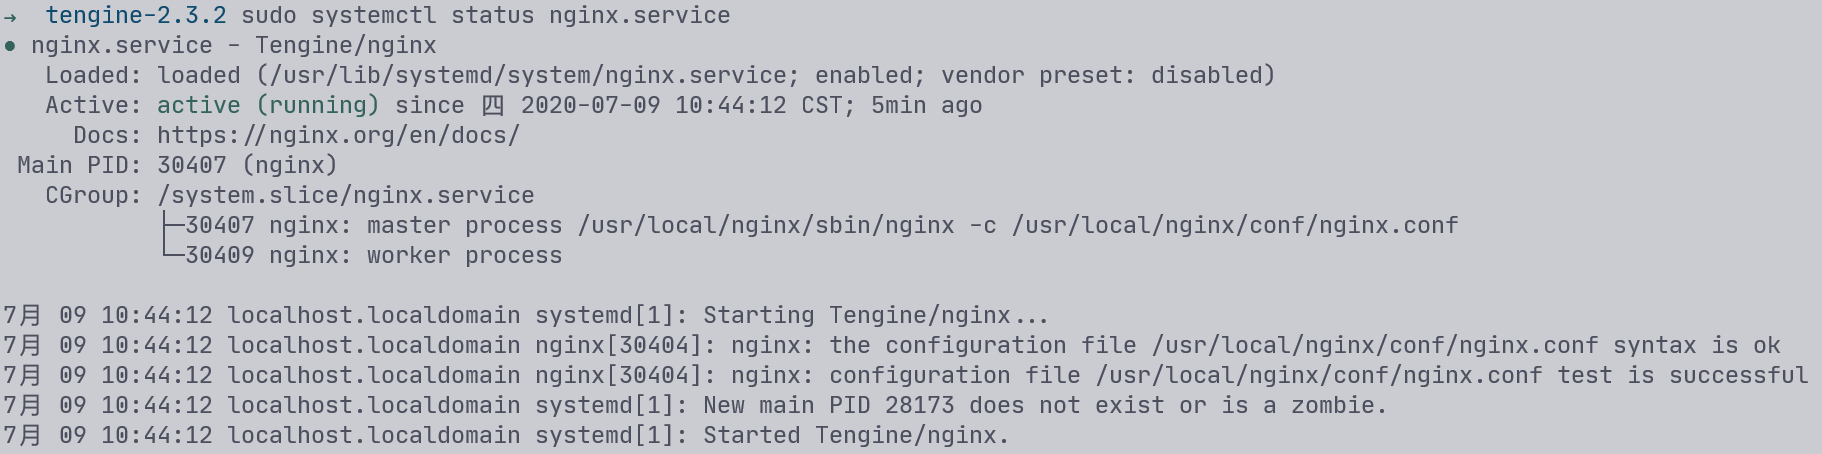 →  tengine-2.3.2 sudo systemctl status nginx.service
● nginx.service - Tengine/nginx
   Loaded: loaded (/usr/lib/systemd/system/nginx.service; enabled; vendor preset: disabled)
   Active: active (running) since 四 2020-07-09 10:44:12 CST; 5min ago
     Docs: https://nginx.org/en/docs/
 Main PID: 30407 (nginx)
   CGroup: /system.slice/nginx.service
           ├─30407 nginx: master process /usr/local/nginx/sbin/nginx -c /usr/local/nginx/conf/nginx.conf
           └─30409 nginx: worker process

7月 09 10:44:12 localhost.localdomain systemd[1]: Starting Tengine/nginx...
7月 09 10:44:12 localhost.localdomain nginx[30404]: nginx: the configuration file /usr/local/nginx/conf/nginx.conf syntax is ok
7月 09 10:44:12 localhost.localdomain nginx[30404]: nginx: configuration file /usr/local/nginx/conf/nginx.conf test is successful
7月 09 10:44:12 localhost.localdomain systemd[1]: New main PID 28173 does not exist or is a zombie.
7月 09 10:44:12 localhost.localdomain systemd[1]: Started Tengine/nginx.